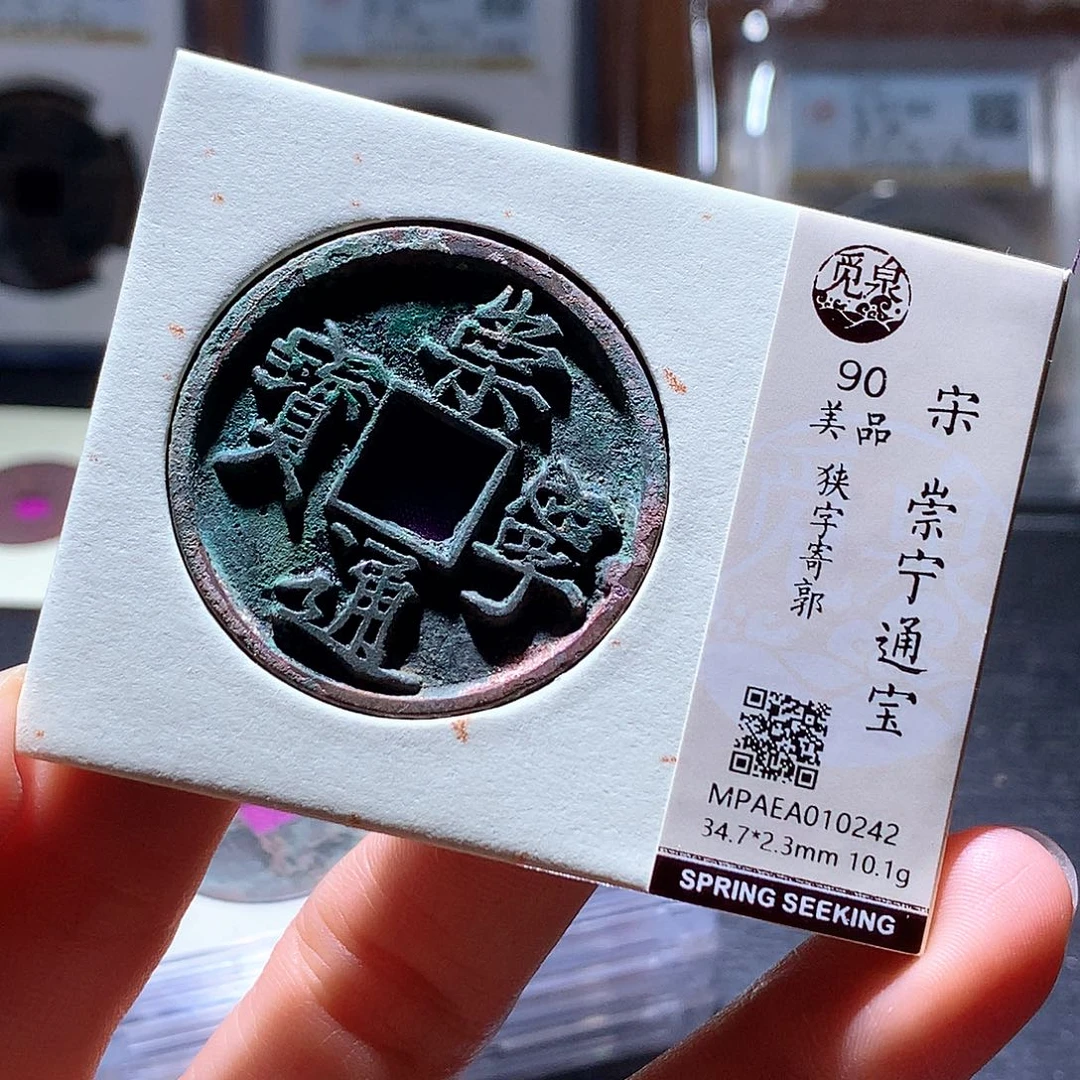 崇寧通寳
觅泉
90
美品
狭字寄郭
宋 崇宁通宝
MPAEA010242
34.7*2.3mm 10.1g
SPRING SEEKING